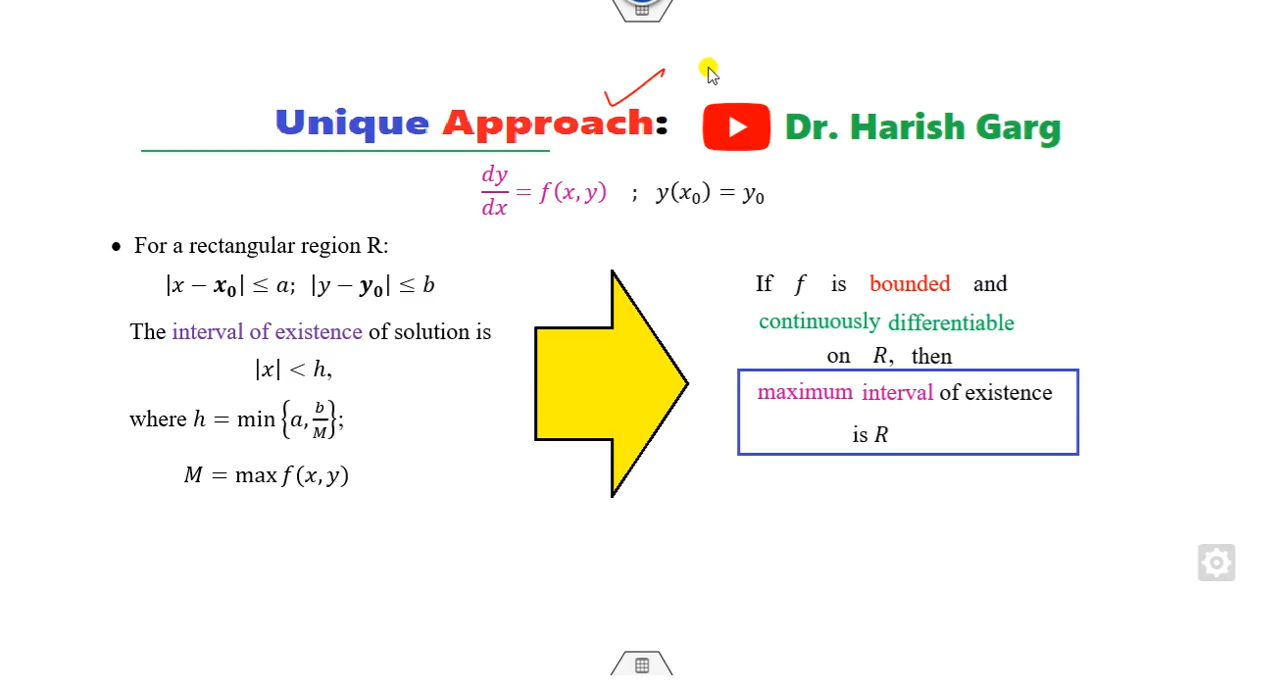 Unique Approach:
Dr. Harish Garg
dy/dx = f(x, y) ; y(x₀) = y₀
• For a rectangular region R:
|x − x₀| ≤ a; |y − y₀| ≤ b
The interval of existence of solution is
|x| < h,
where h = min {a, b/M};
M = max f(x, y)
If f is bounded and
continuously differentiable
on R, then
maximum interval of existence
is R